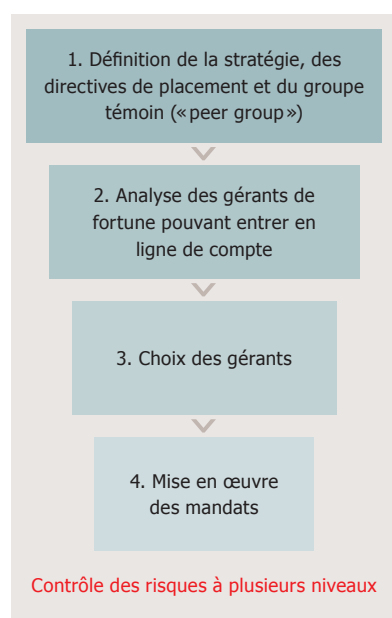 1. Définition de la stratégie, des
directives de placement et du groupe
témoin («peer group»)
2. Analyse des gérants de
fortune pouvant entrer en
ligne de compte
3. Choix des gérants
4. Mise en œuvre
des mandats
Contrôle des risques à plusieurs niveaux